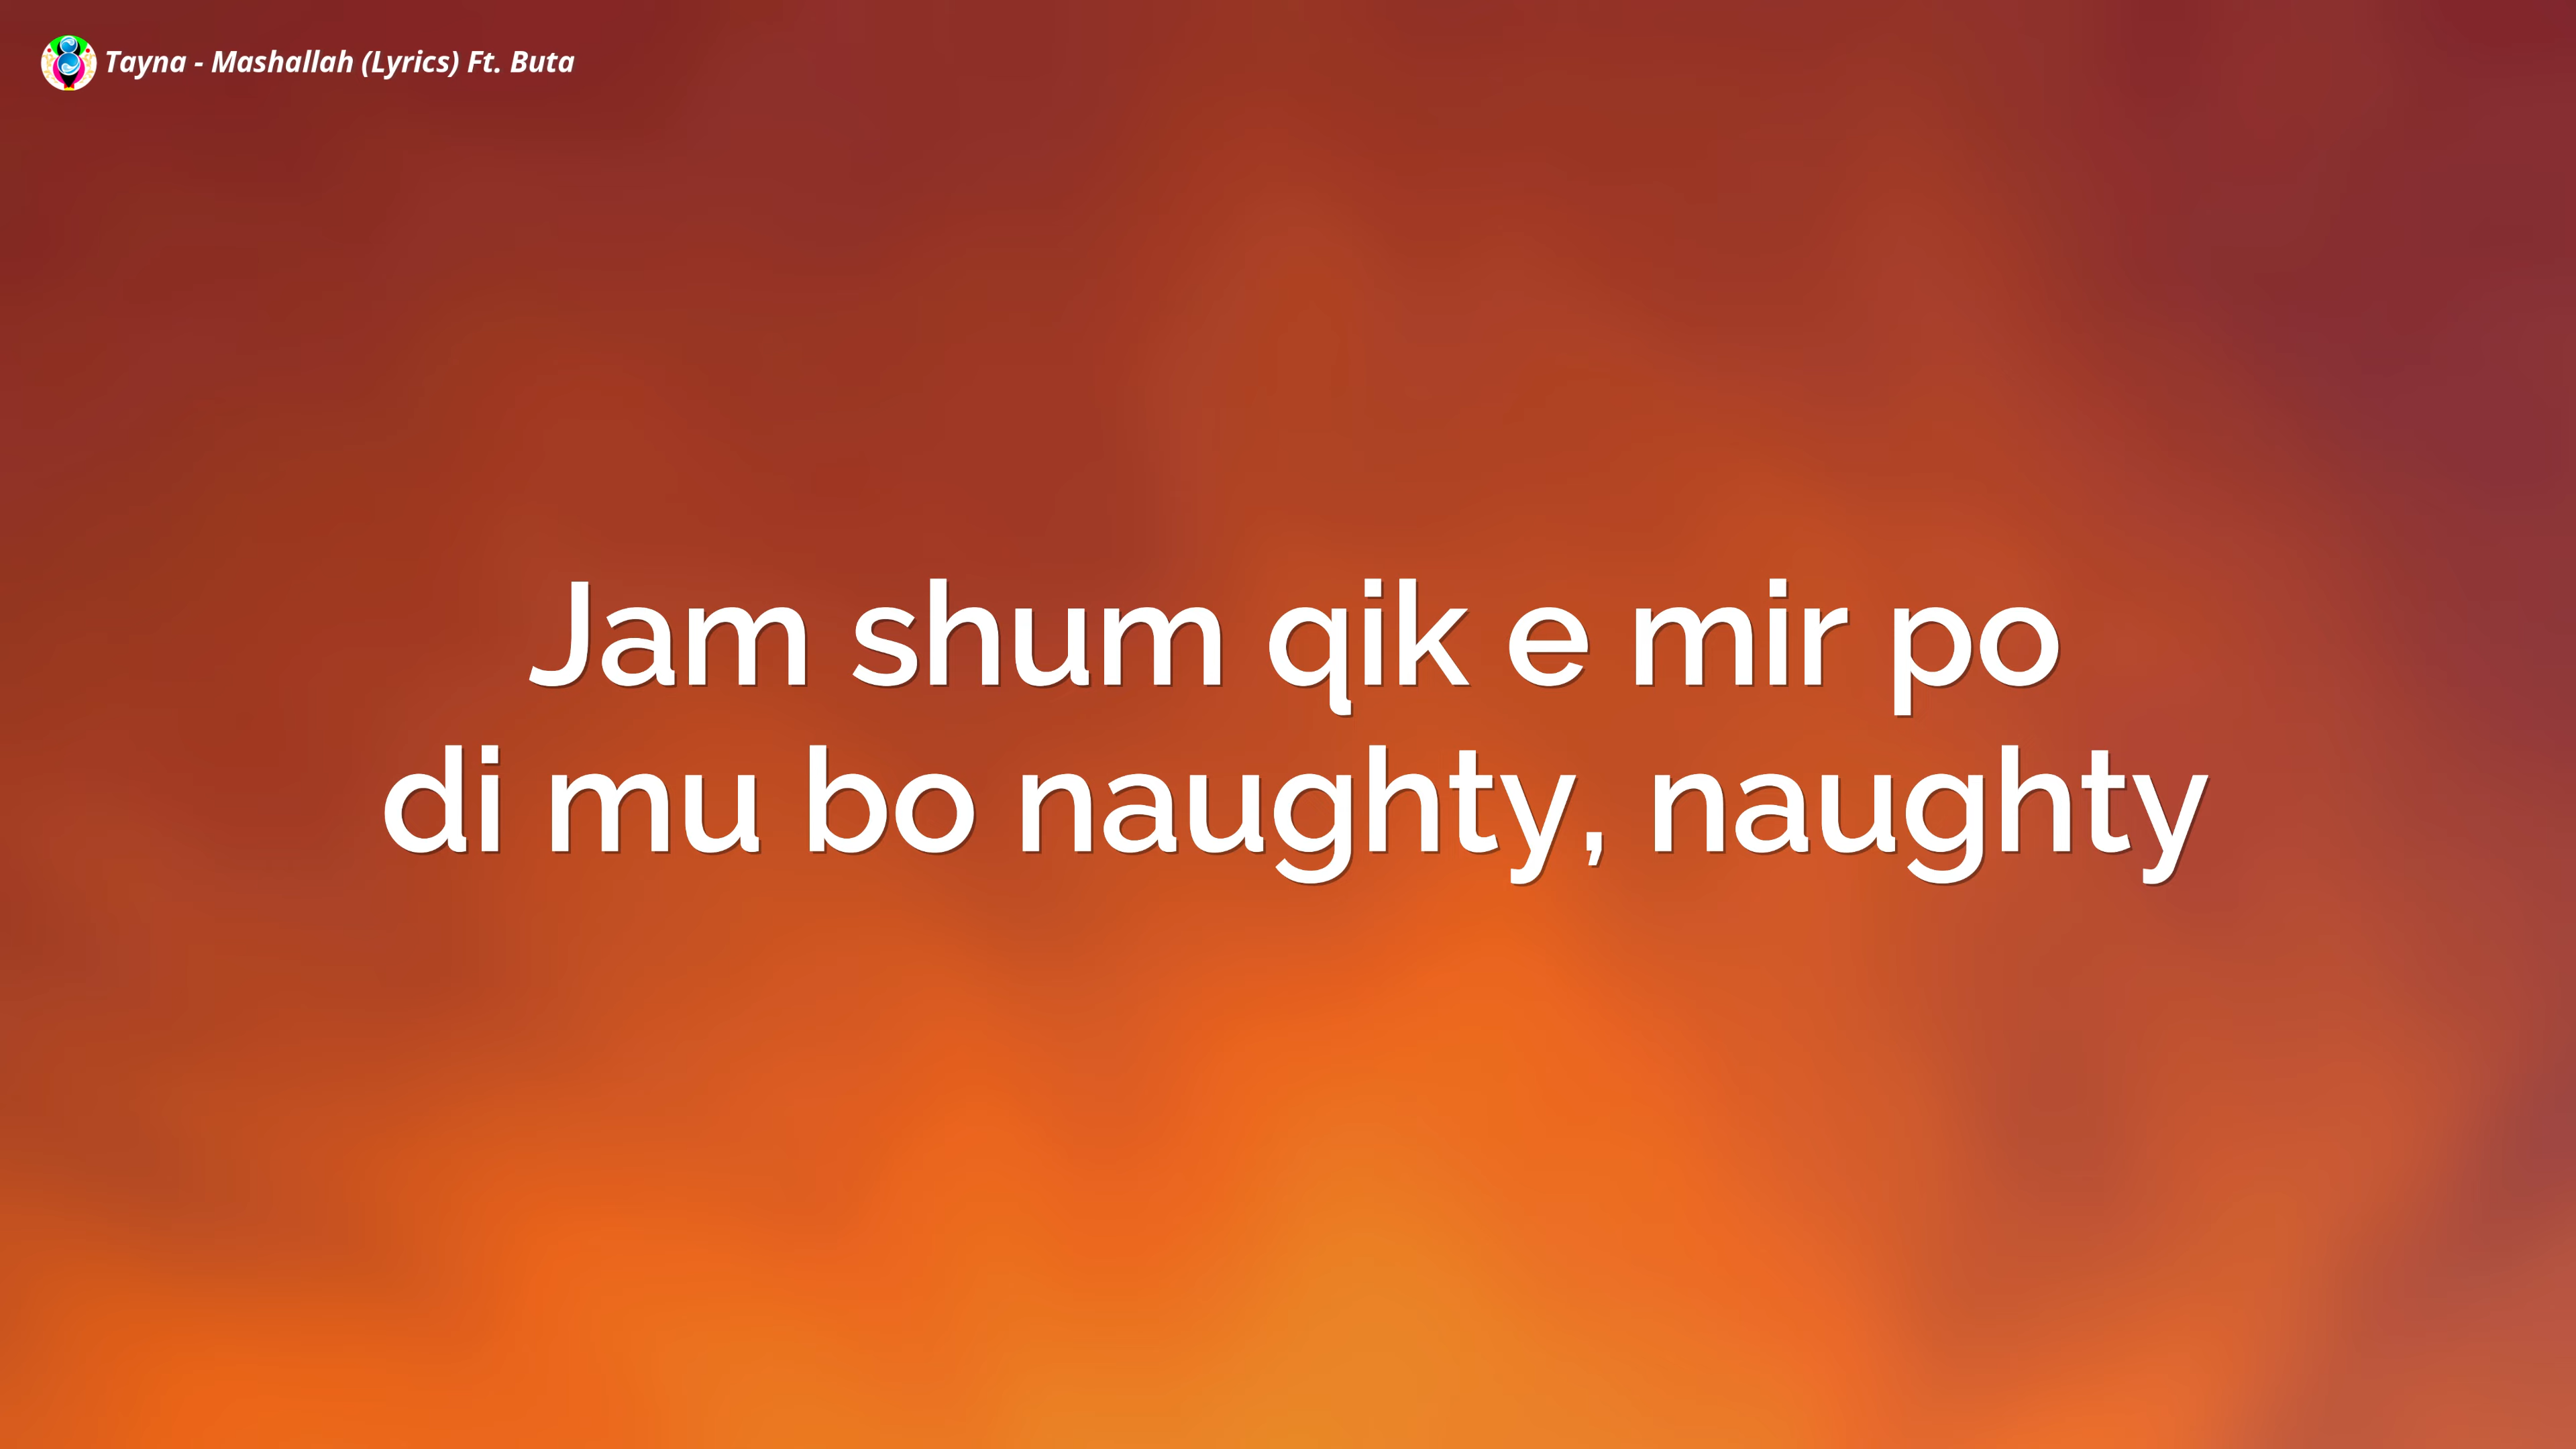 Tayna - Mashallah (Lyrics) Ft. Buta
Jam shum qik e mir po
di mu bo naughty, naughty